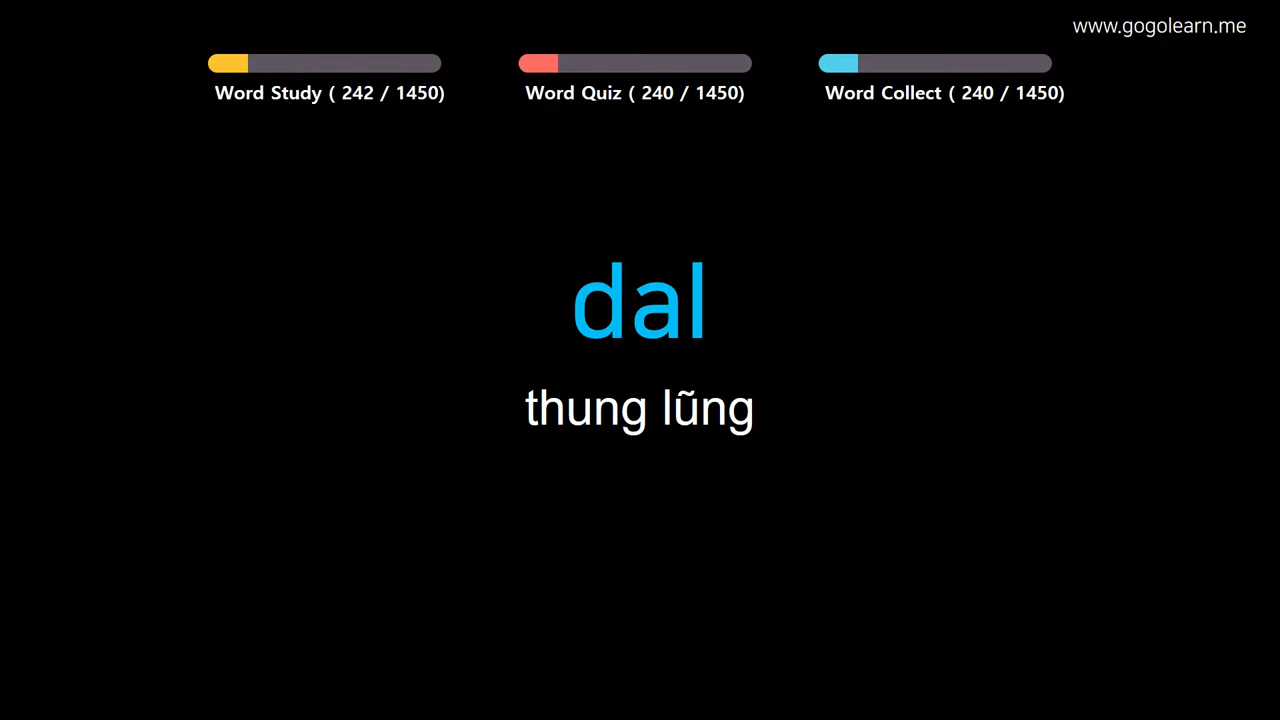 www.gogolearn.me
Word Study ( 242 / 1450)
Word Quiz ( 240 / 1450)
Word Collect ( 240 / 1450)
dal
thung lũng